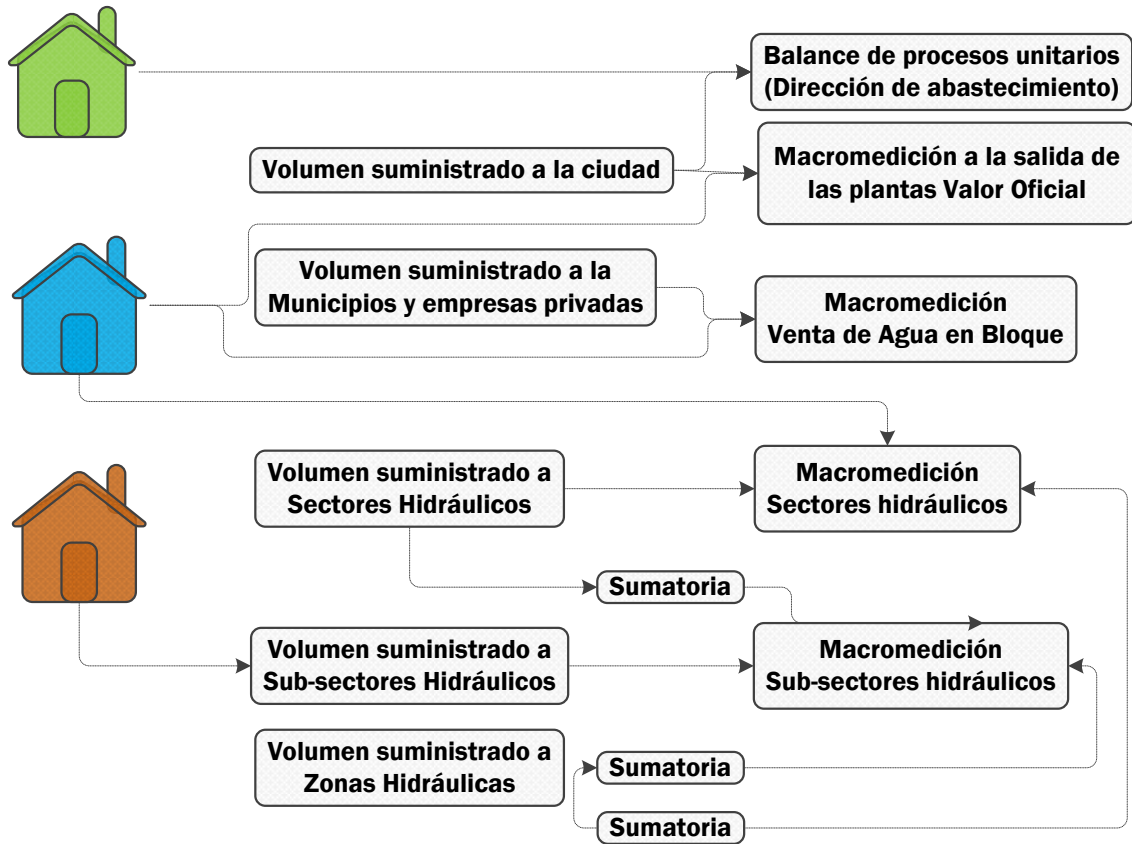 Balance de procesos unitarios
(Dirección de abastecimiento)
Volumen suministrado a la ciudad
Macromedición a la salida de
las plantas Valor Oficial
Volumen suministrado a la
Municipios y empresas privadas
Macromedición
Venta de Agua en Bloque
Volumen suministrado a
Sectores Hidráulicos
Macromedición
Sectores hidráulicos
Sumatoria
Volumen suministrado a
Sub-sectores Hidráulicos
Macromedición
Sub-sectores hidráulicos
Volumen suministrado a
Zonas Hidráulicas
Sumatoria
Sumatoria